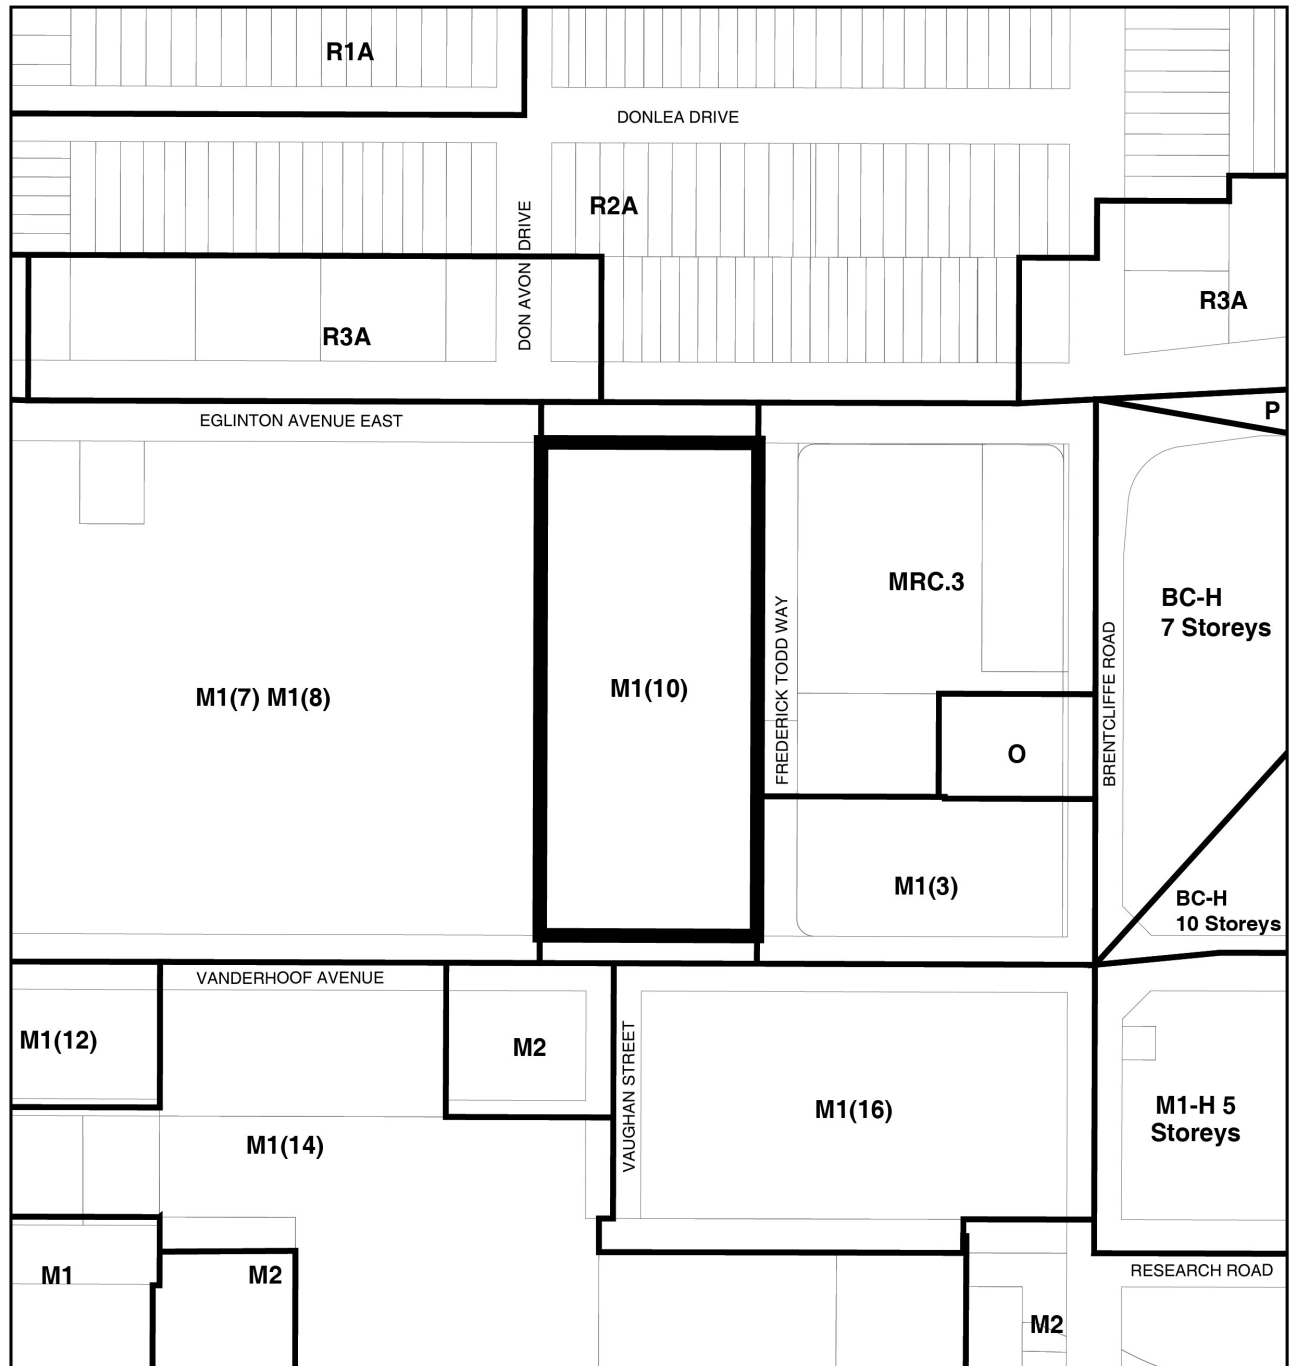 R1A
DONLEA DRIVE
R2A
DON AVON DRIVE
R3A
R3A
EGLINTON AVENUE EAST
P
MRC.3
BC-H
7 Storeys
FREDERICK TODD WAY
BRENTCLIFFE ROAD
M1(7) M1(8)
M1(10)
O
M1(3)
BC-H
10 Storeys
VANDERHOOF AVENUE
M1(12)
M2
VAUGHAN STREET
M1(16)
M1-H 5
Storeys
M1(14)
M1
M2
RESEARCH ROAD
M2